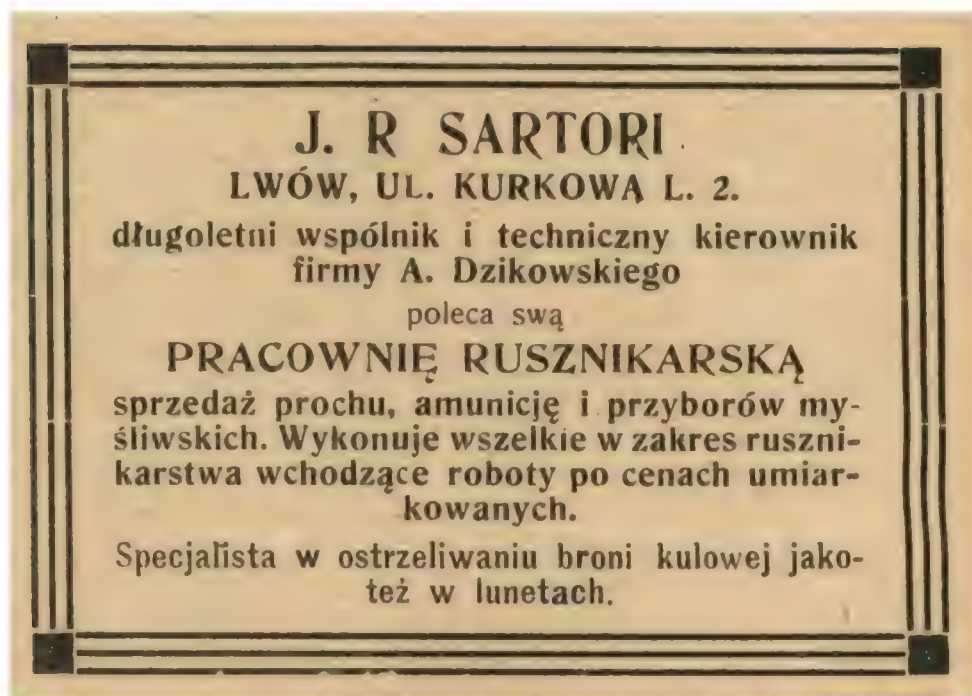 J. R SARTORI
LWÓW, UL. KURKOWA L. 2.
długoletni wspólnik i techniczny kierownik
firmy A. Dzikowskiego
poleca swą
PRACOWNIĘ RUSZNIKARSKĄ
sprzedaż prochu, amunicję i przyborów my-
śliwskich. Wykonuje wszelkie w zakres ruszni-
karstwa wchodzące roboty po cenach umiar-
kowanych.
Specjalista w ostrzeliwaniu broni kulowej jako-
też w lunetach.